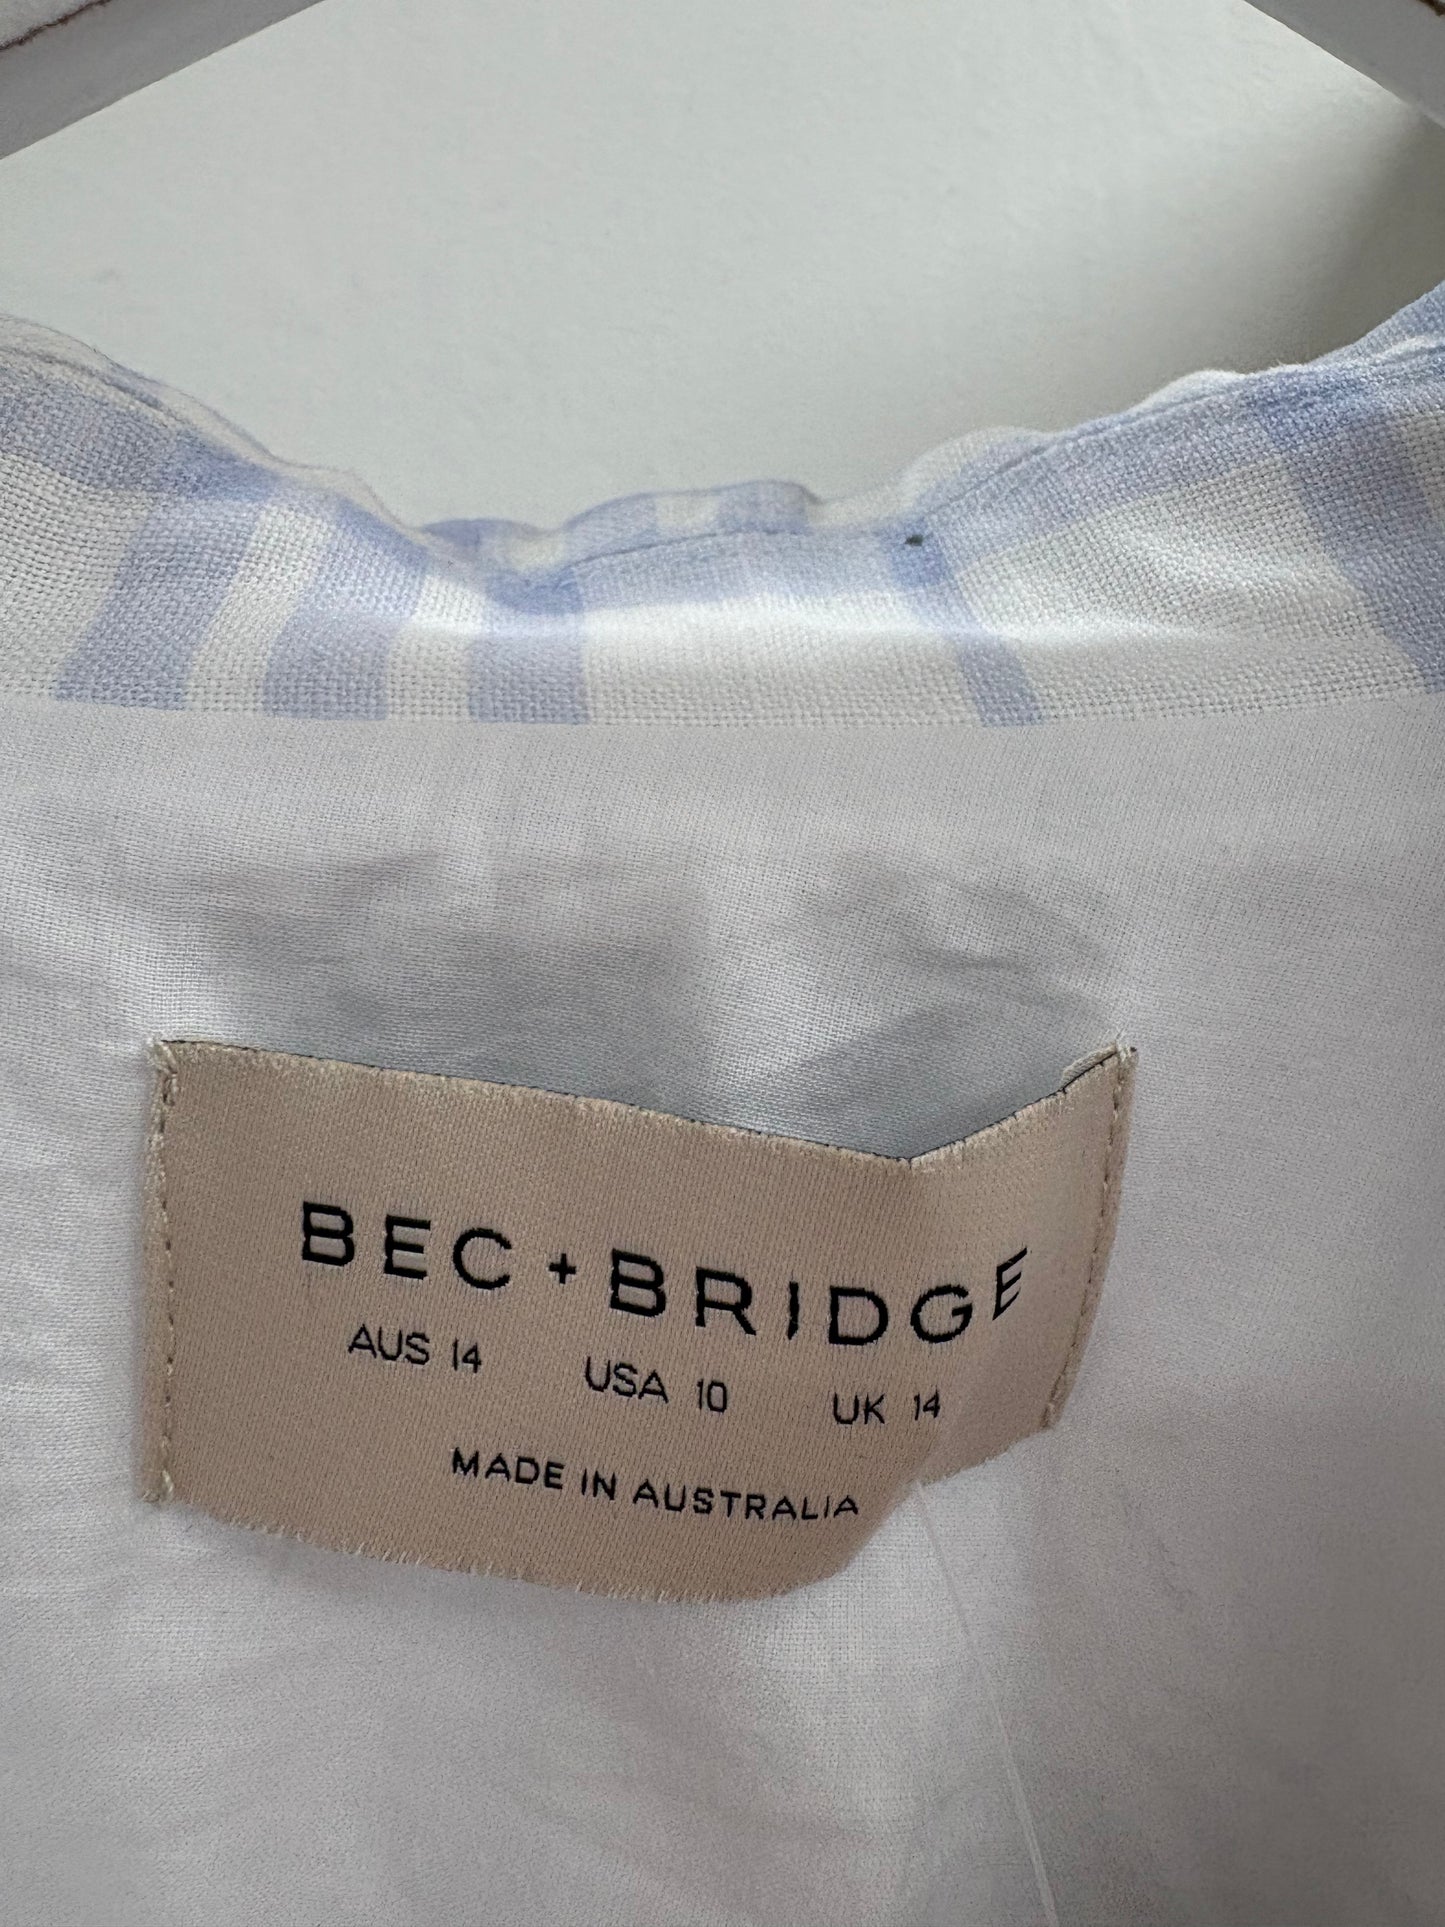 BEC + BRIDGE
AUS 14 USA 10 UK 14
MADE IN AUSTRALIA